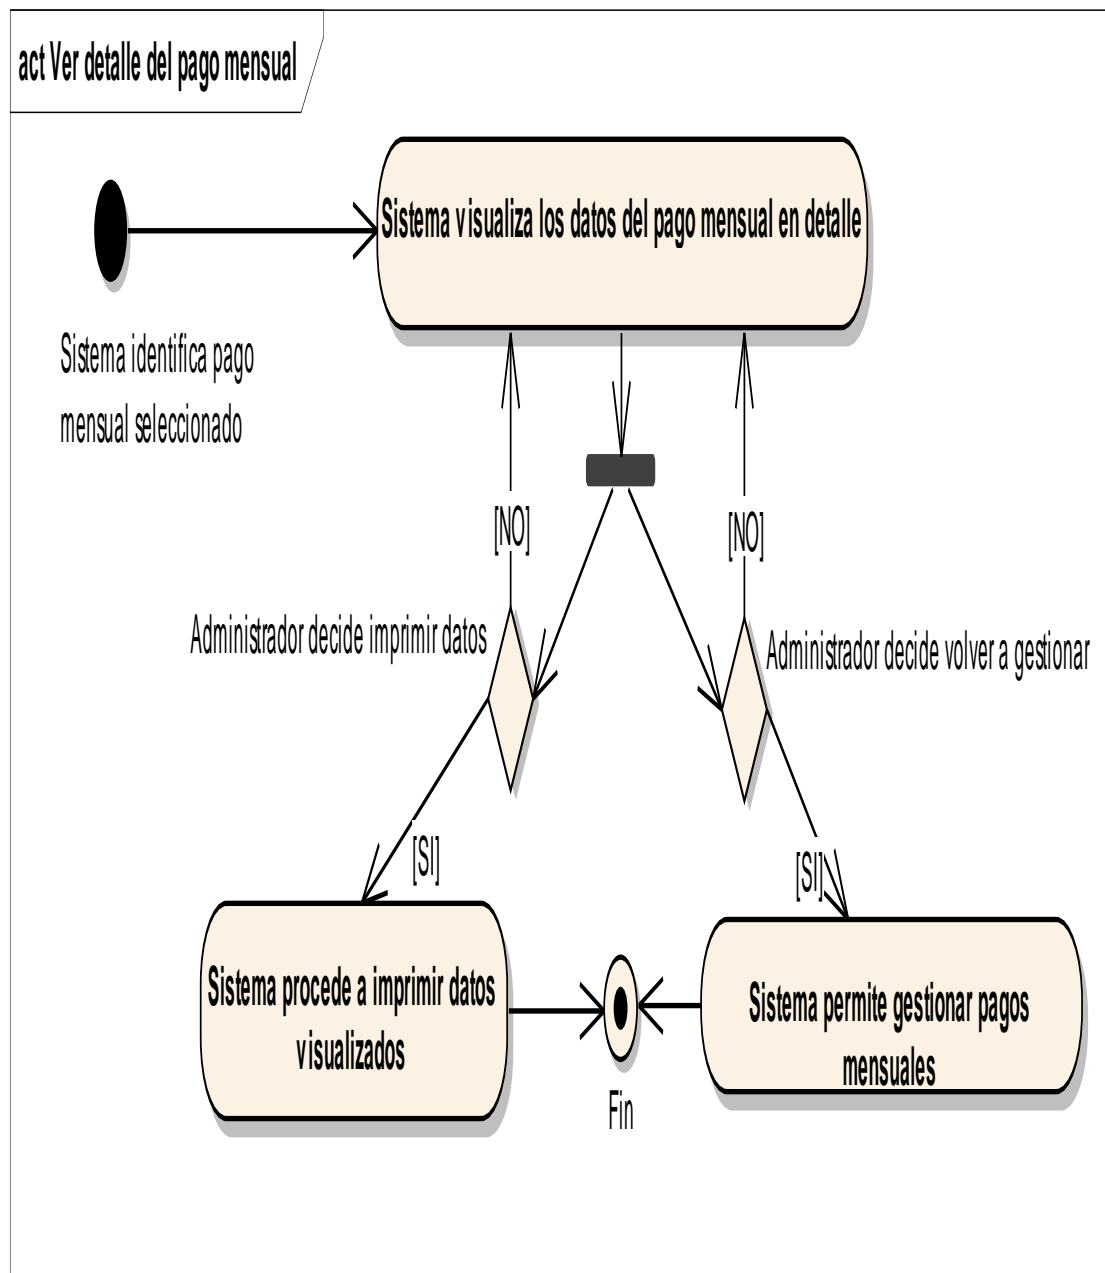 act Ver detalle del pago mensual
Sistema visualiza los datos del pago mensual en detalle
Sistema identifica pago
mensual seleccionado
[NO]
[NO]
Administrador decide imprimir datos
Administrador decide volver a gestionar
[SI]
[SI]
Sistema procede a imprimir datos
visualizados
Sistema permite gestionar pagos
mensuales
Fin